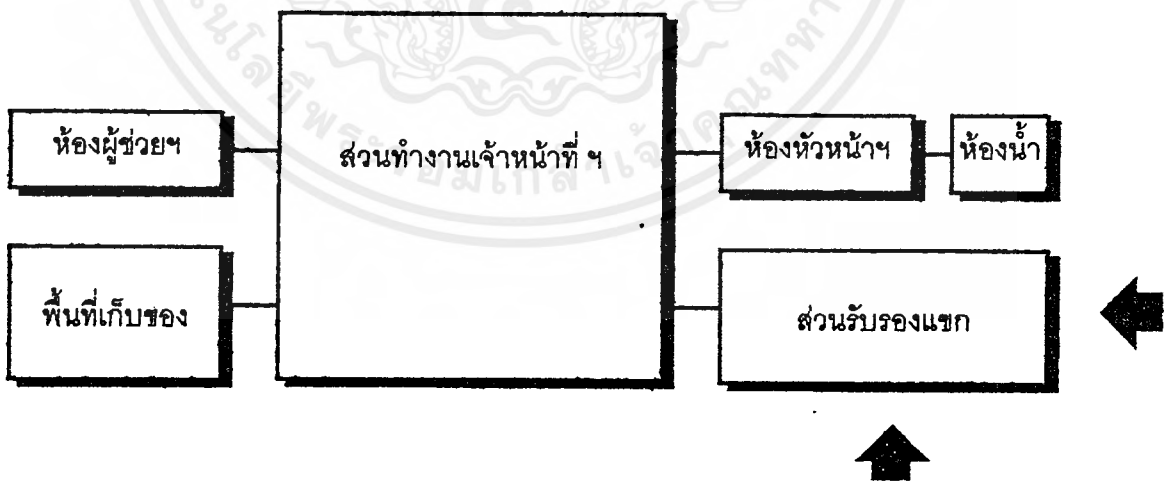 ห้องผู้ช่วยฯ
ส่วนทำงานเจ้าหน้าที่ ฯ
ห้องหัวหน้าฯ
ห้องน้ำ
พื้นที่เก็บของ
ส่วนรับรองแขก